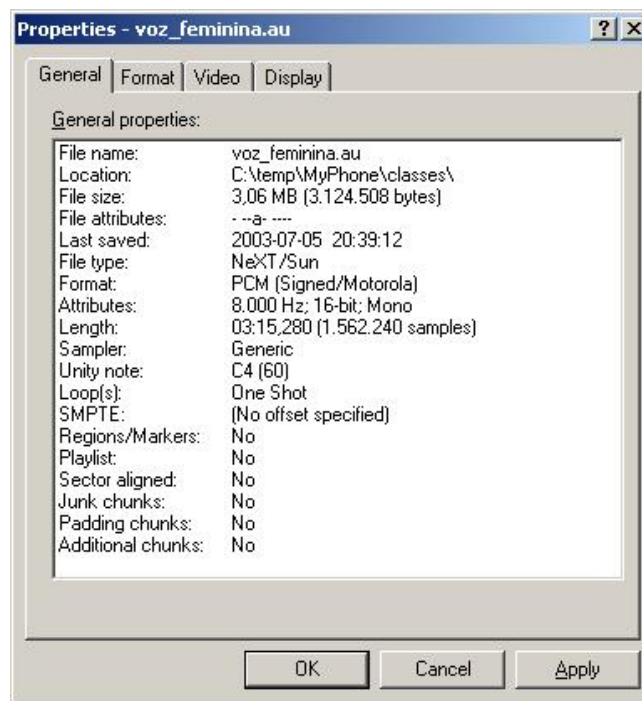 Properties - voz_feminina.au
General Format Video Display
General properties:
File name: voz_feminina.au
Location: C:\temp\MyPhone\classes\
File size: 3,06 MB (3.124.508 bytes)
File attributes: - --a- ----
Last saved: 2003-07-05 20:39:12
File type: NeXT/Sun
Format: PCM (Signed/Motorola)
Attributes: 8.000 Hz; 16-bit; Mono
Length: 03:15,280 (1.562.240 samples)
Sampler: Generic
Unity note: C4 (60)
Loop(s): One Shot
SMPTE: (No offset specified)
Regions/Markers: No
Playlist: No
Sector aligned: No
Junk chunks: No
Padding chunks: No
Additional chunks: No
OK Cancel Apply